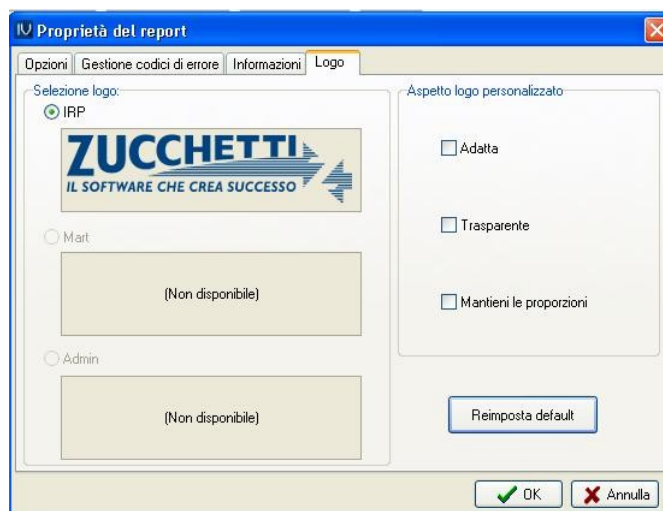 Proprietà del report
Opzioni Gestione codici di errore Informazioni Logo
Selezione logo:
IRP
ZUCCHETTI
IL SOFTWARE CHE CREA SUCCESSO
Mart
(Non disponibile)
Admin
(Non disponibile)
Aspetto logo personalizzato
Adatta
Trasparente
Mantieni le proporzioni
Reimposta default
OK Annulla